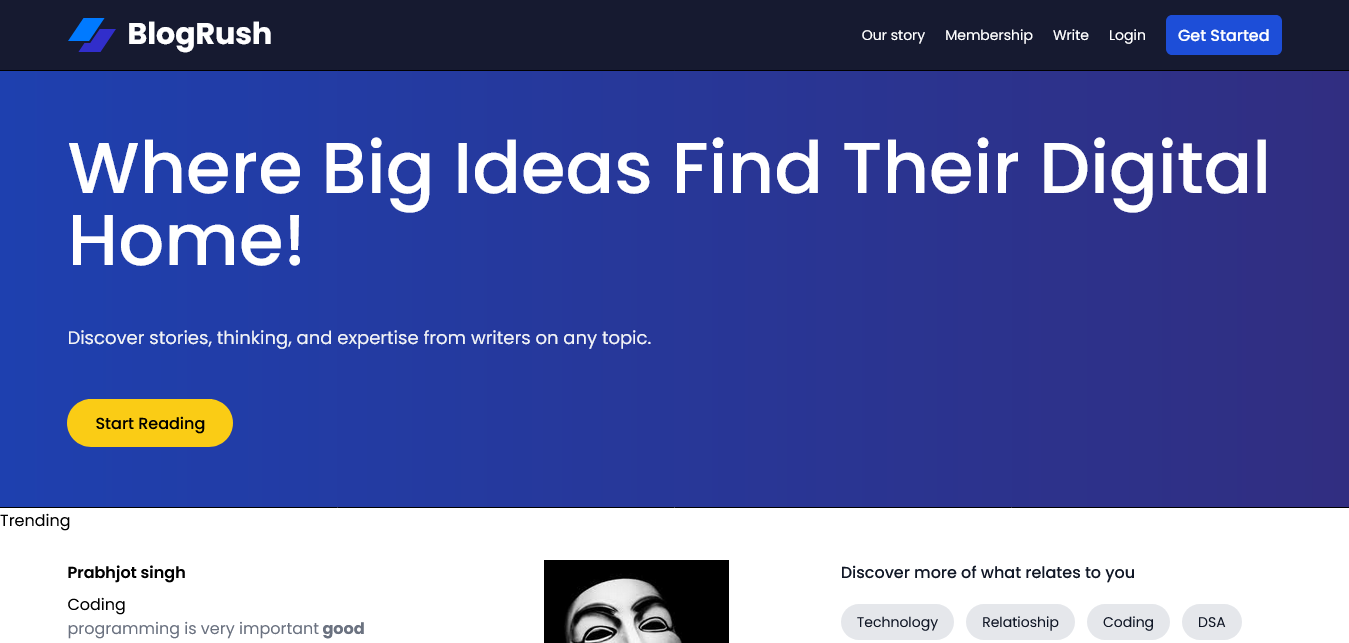 BlogRush
Our story Membership Write Login Get Started
Where Big Ideas Find Their Digital
Home!
Discover stories, thinking, and expertise from writers on any topic.
Start Reading
Trending
Prabhjot singh
Coding
programming is very important good
Discover more of what relates to you
Technology Relatioship Coding DSA